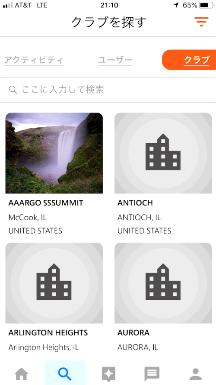 AT&T LTE 21:10 65%
クラブを探す
アクティビティ ユーザー クラブ
ここに入力して検索
AAARGO SSSUMMIT
McCook, IL
UNITED STATES
ANTIOCH
ANTIOCH, IL
UNITED STATES
ARLINGTON HEIGHTS
Arlington Heights, IL
AURORA
AURORA, IL